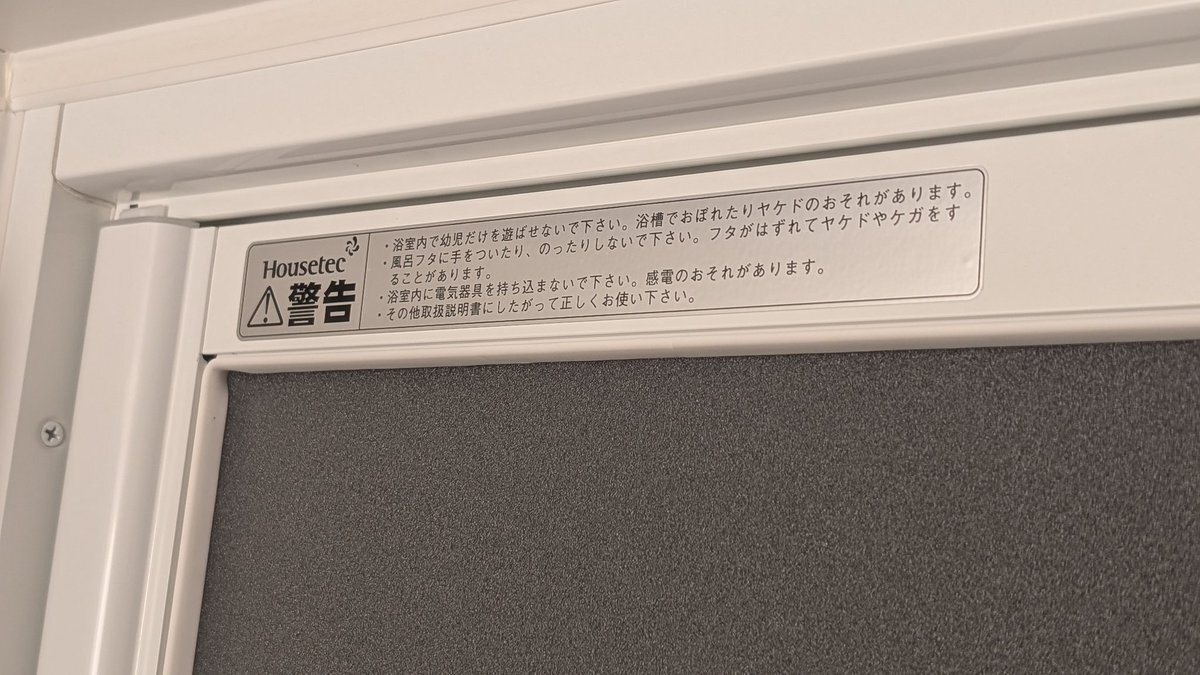 Housetec
警告
・浴室内で幼児だけを遊ばせないで下さい。浴槽でおぼれたりヤケドのおそれがあります。
・風呂フタに手をついたり、のったりしないで下さい。フタがはずれてヤケドやケガをす
ることがあります。
・浴室内に電気器具を持ち込まないで下さい。感電のおそれがあります。
・その他取扱説明書にしたがって正しくお使い下さい。